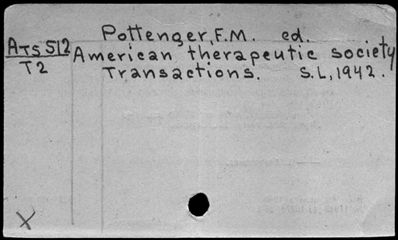 Pottenger, F.M. ed.
ATS 512
T2
American therapeutic society
Transactions. S.L, 1942.
X